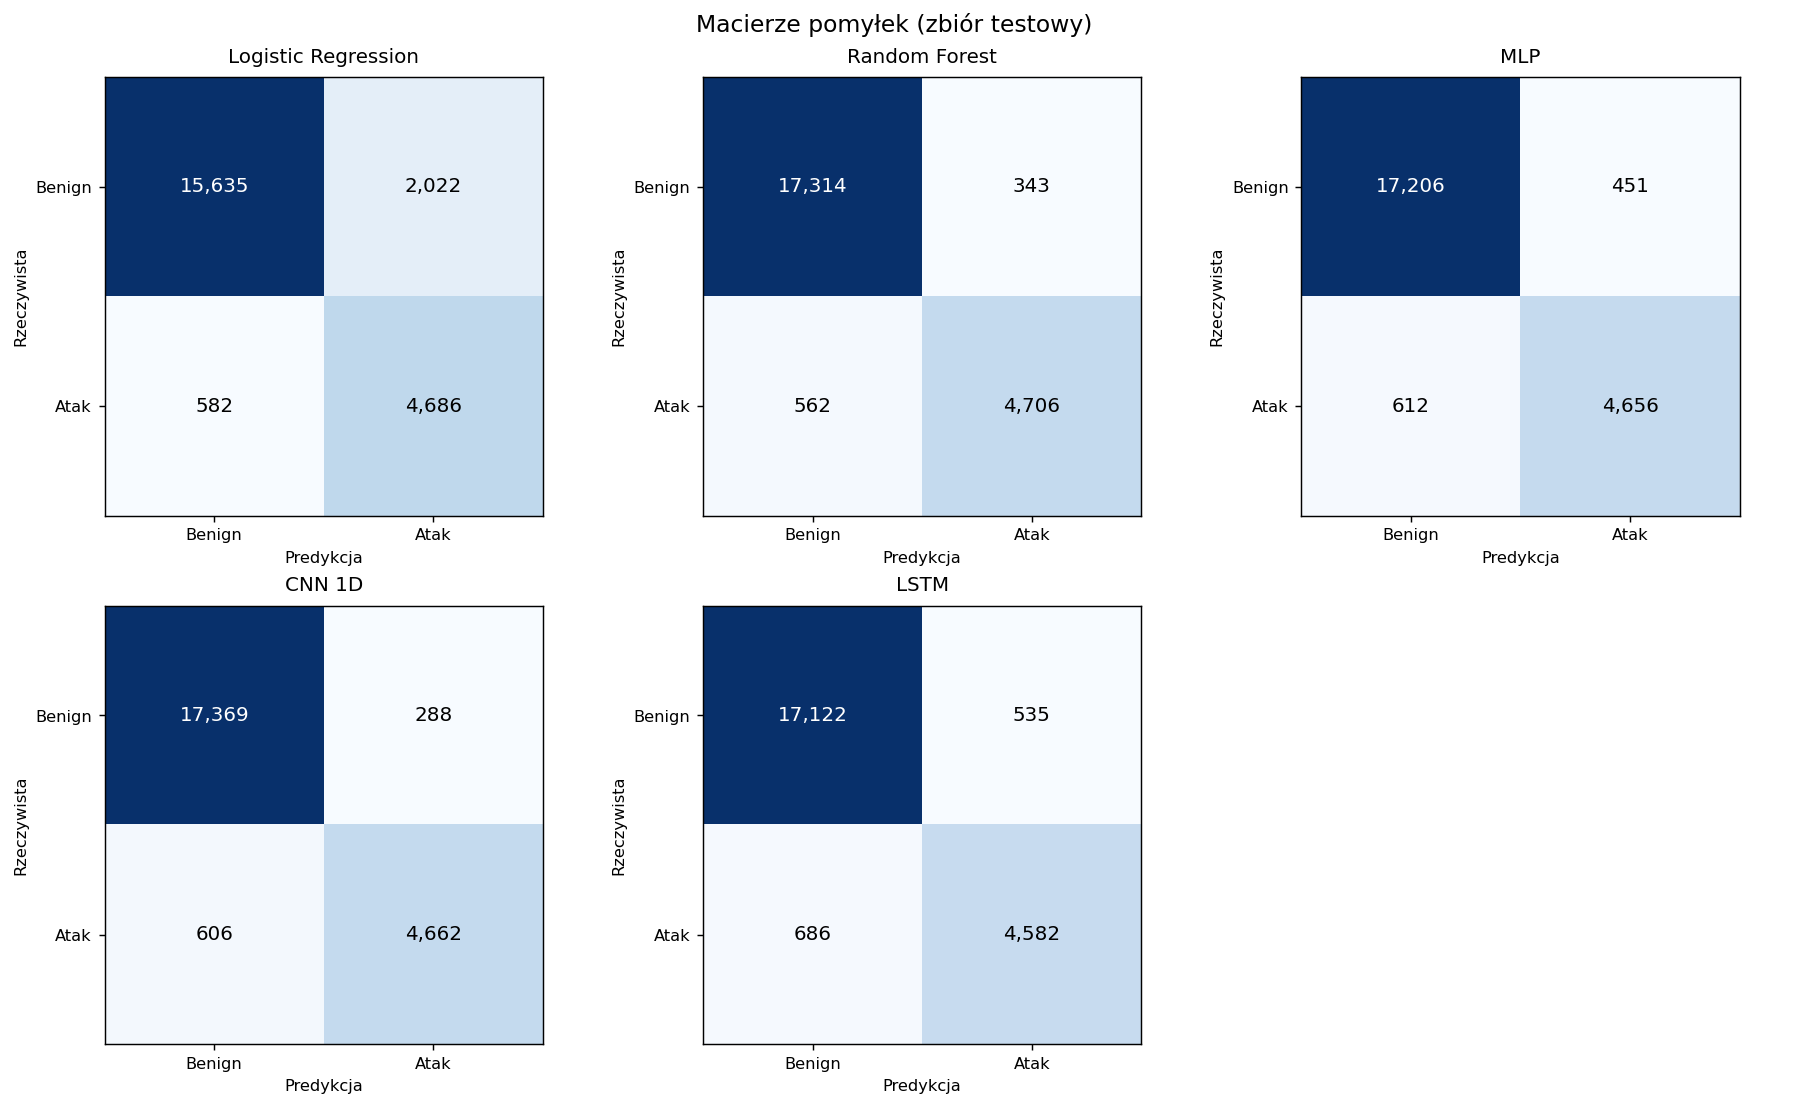 Macierze pomyłek (zbiór testowy)
Logistic Regression
Rzeczywista
Benign
15,635
2,022
Atak
582
4,686
Benign
Atak
Predykcja
Random Forest
Rzeczywista
Benign
17,314
343
Atak
562
4,706
Benign
Atak
Predykcja
MLP
Rzeczywista
Benign
17,206
451
Atak
612
4,656
Benign
Atak
Predykcja
CNN 1D
Rzeczywista
Benign
17,369
288
Atak
606
4,662
Benign
Atak
Predykcja
LSTM
Rzeczywista
Benign
17,122
535
Atak
686
4,582
Benign
Atak
Predykcja